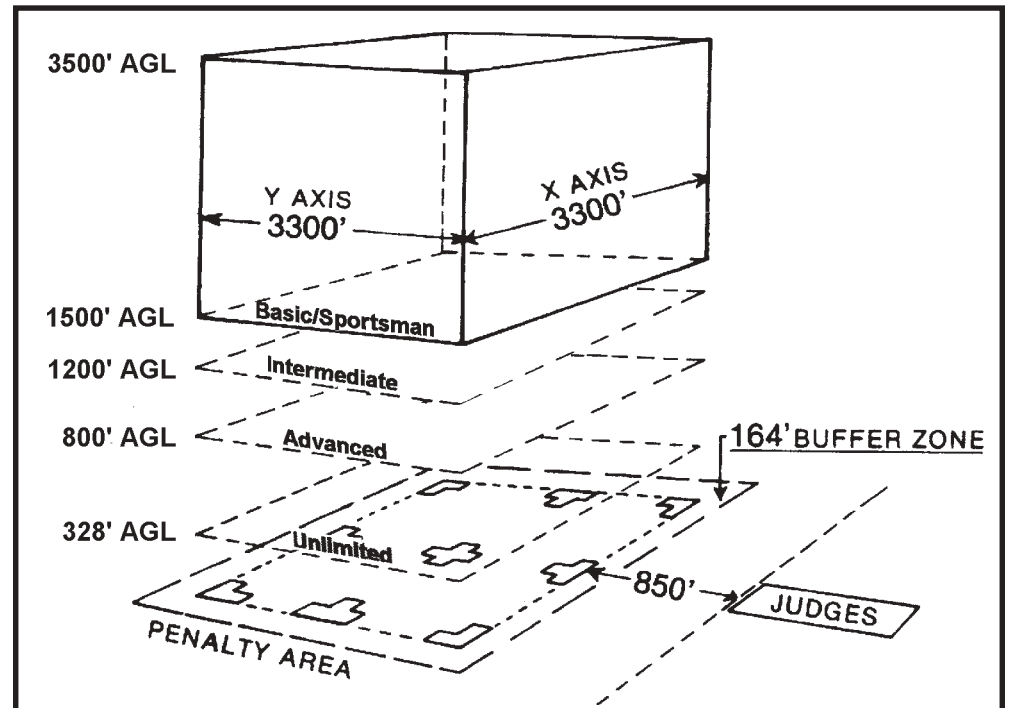 3500' AGL
Y AXIS
3300'
X AXIS
3300'
1500' AGL
Basic/Sportsman
1200' AGL
Intermediate
800' AGL
Advanced
164' BUFFER ZONE
328' AGL
Unlimited
850'
JUDGES
PENALTY AREA